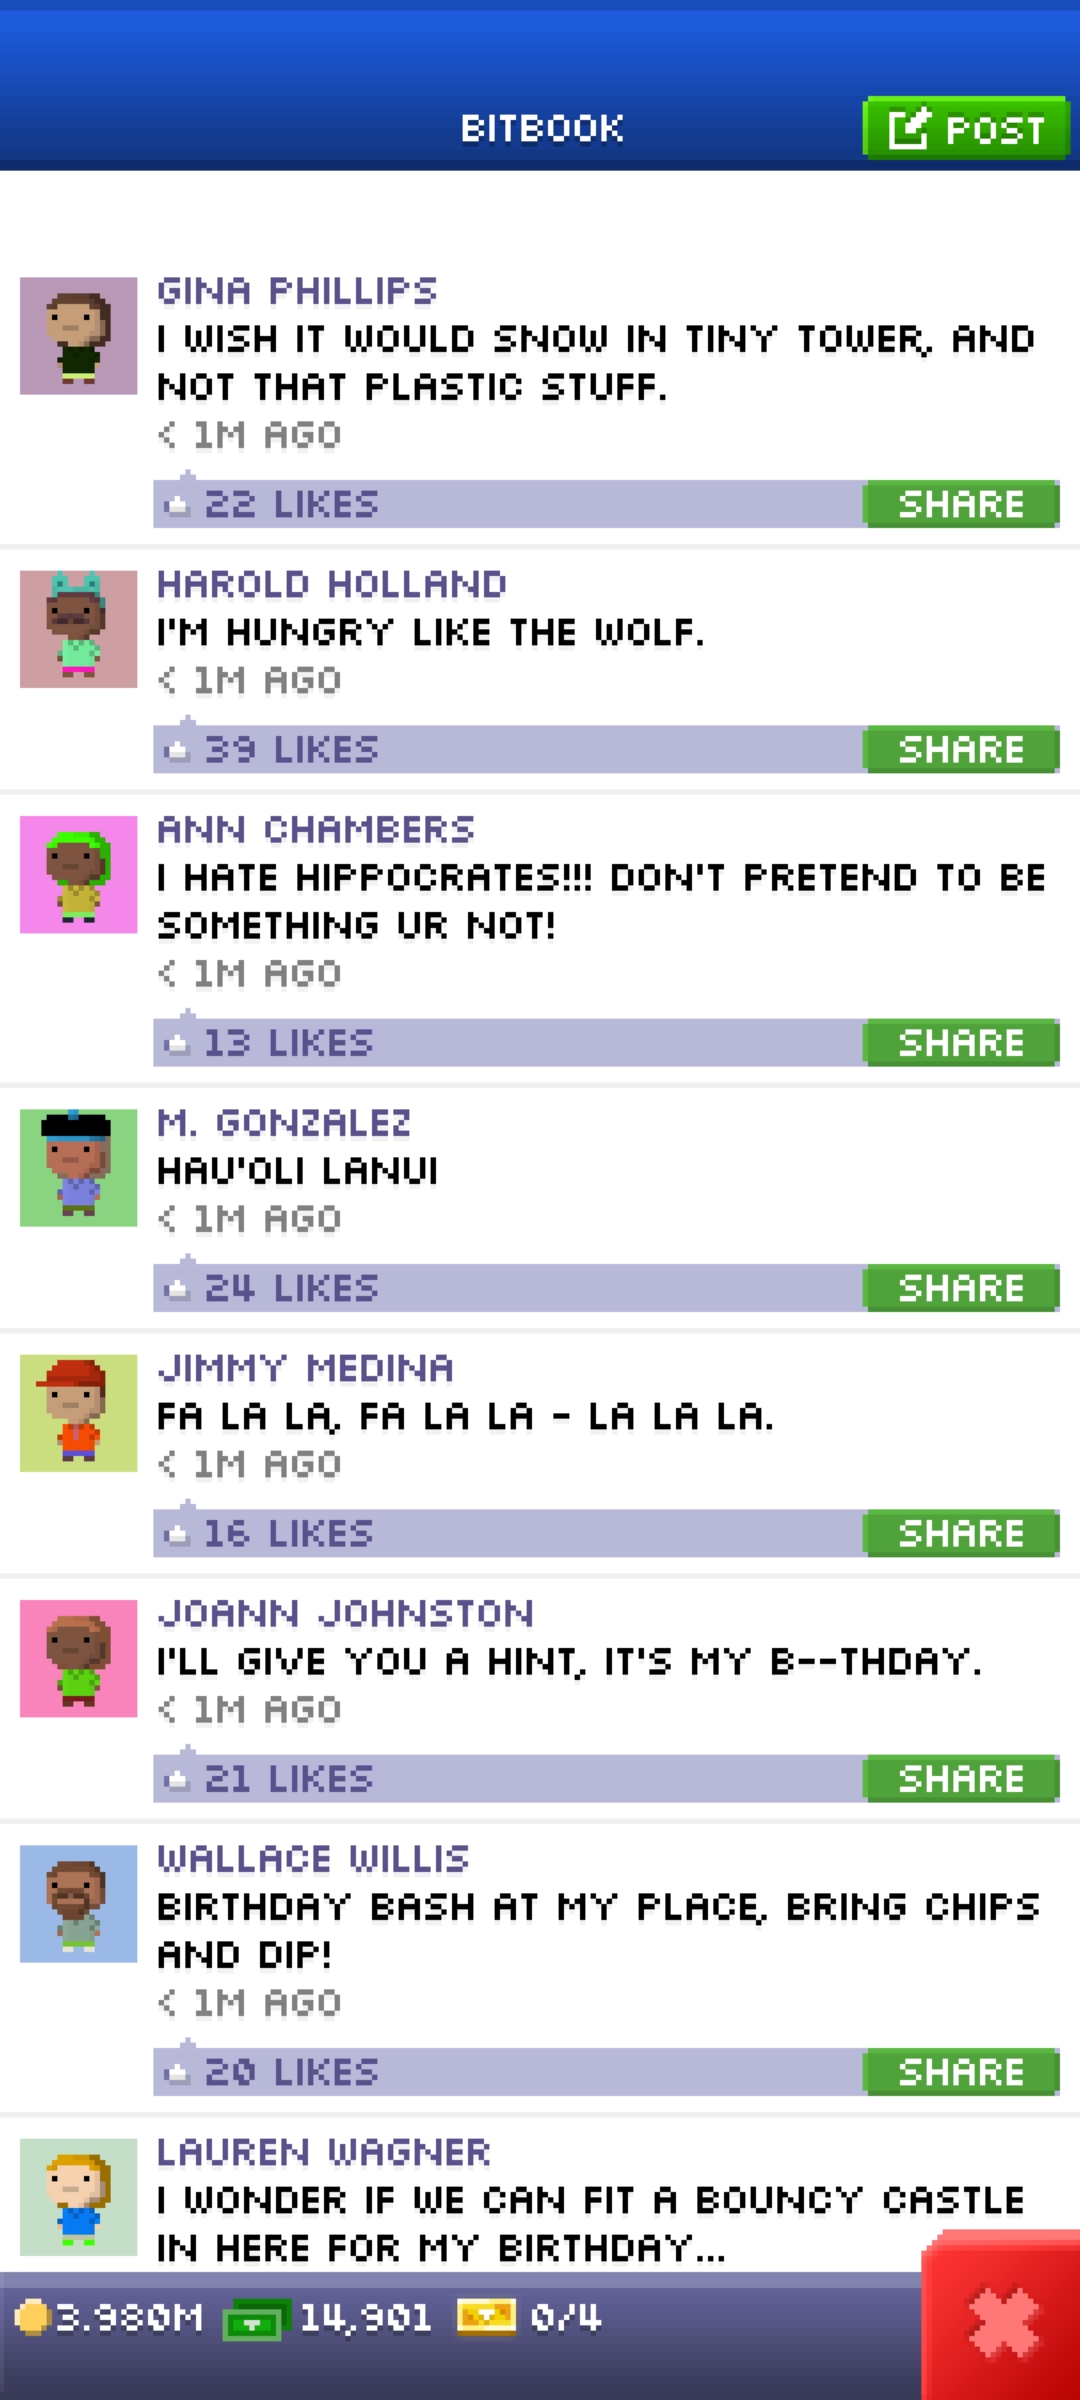 BITBOOK
POST
GINA PHILLIPS
I WISH IT WOULD SNOW IN TINY TOWER, AND
NOT THAT PLASTIC STUFF.
< 1M AGO
22 LIKES
SHARE
HAROLD HOLLAND
I'M HUNGRY LIKE THE WOLF.
< 1M AGO
39 LIKES
SHARE
ANN CHAMBERS
I HATE HIPPOCRATES!!! DON'T PRETEND TO BE
SOMETHING UR NOT!
< 1M AGO
13 LIKES
SHARE
M. GONZALEZ
HAU'OLI LANUI
< 1M AGO
24 LIKES
SHARE
JIMMY MEDINA
FA LA LA, FA LA LA - LA LA LA.
< 1M AGO
16 LIKES
SHARE
JOANN JOHNSTON
I'LL GIVE YOU A HINT, IT'S MY B--THDAY.
< 1M AGO
21 LIKES
SHARE
WALLACE WILLIS
BIRTHDAY BASH AT MY PLACE, BRING CHIPS
AND DIP!
< 1M AGO
20 LIKES
SHARE
LAUREN WAGNER
I WONDER IF WE CAN FIT A BOUNCY CASTLE
IN HERE FOR MY BIRTHDAY...
3.980M 14,901 0/4